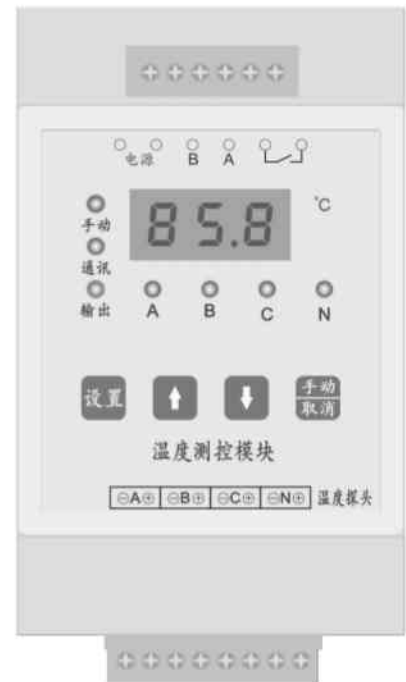 电源 B A
85.8 °C
手动
通讯
输出 A B C N
设置 手动
取消
温度测控模块
⊖A⊕ ⊖B⊕ ⊖C⊕ ⊖N⊕ 温度探头